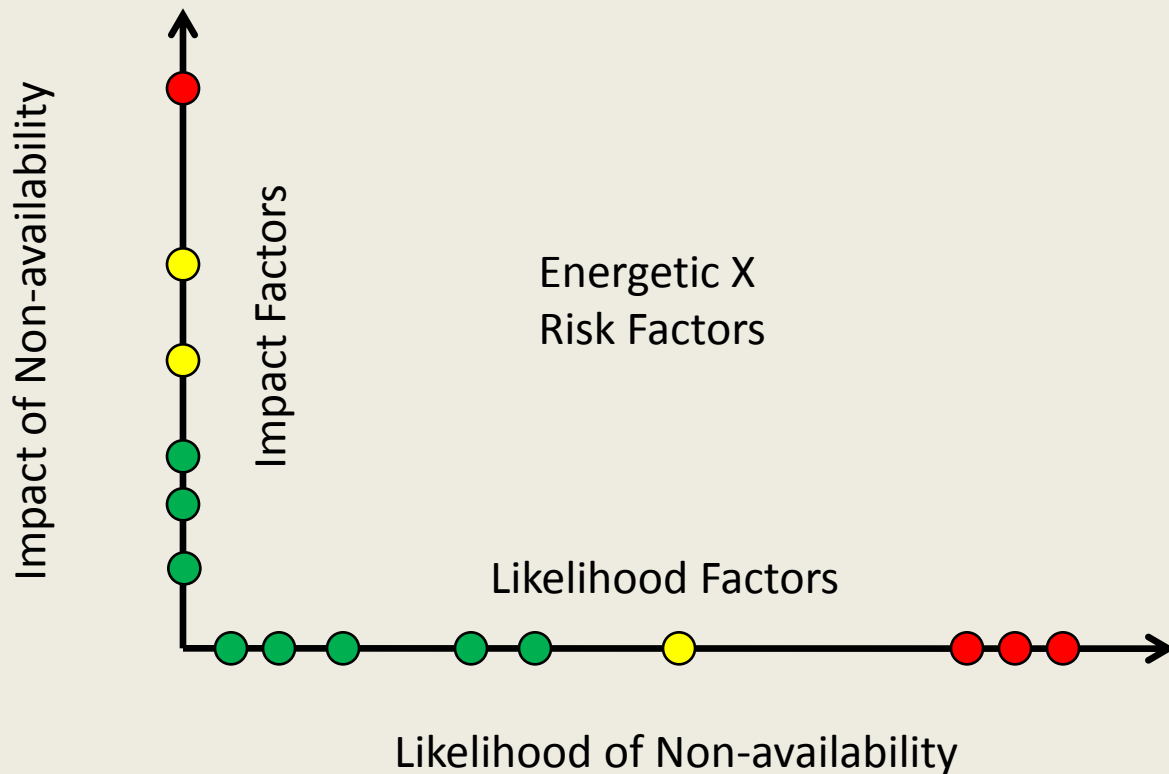 Impact of Non-availability
Impact Factors
Energetic X
Risk Factors
Likelihood Factors
Likelihood of Non-availability